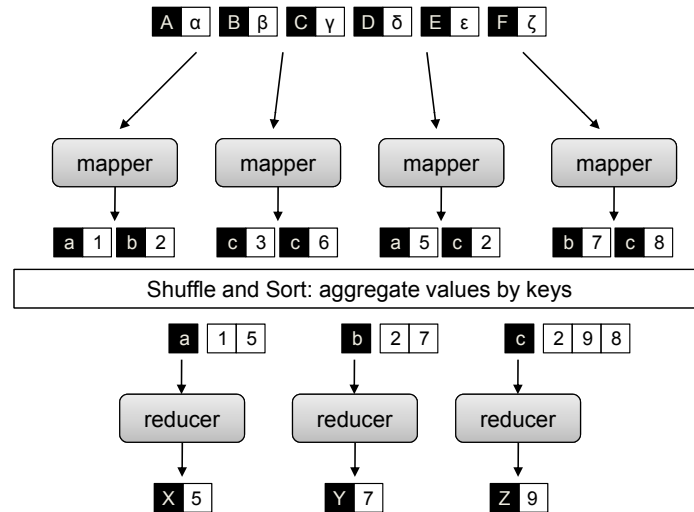 A α B β C γ D δ E ε F ζ
mapper mapper mapper mapper
a 1 b 2 c 3 c 6 a 5 c 2 b 7 c 8
Shuffle and Sort: aggregate values by keys
a 1 5 b 2 7 c 2 9 8
reducer reducer reducer
X 5 Y 7 Z 9